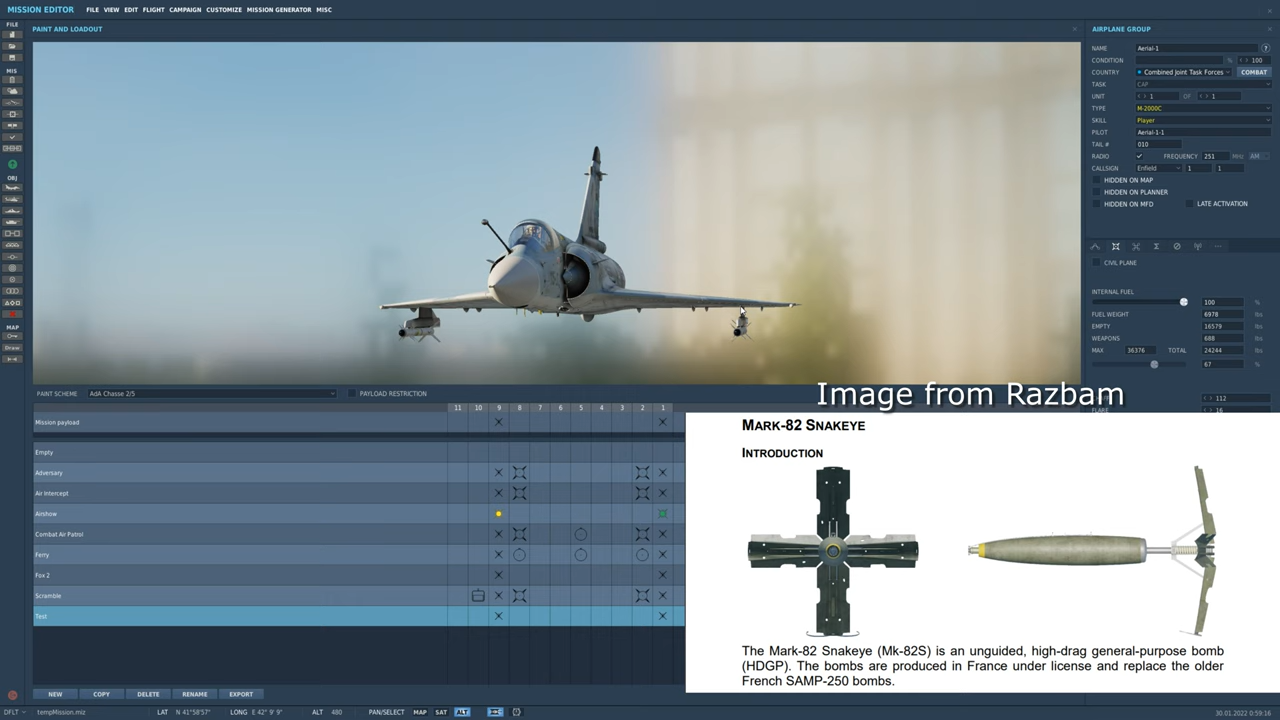 MISSION EDITOR FILE VIEW EDIT FLIGHT CAMPAIGN CUSTOMIZE MISSION GENERATOR MISC
FILE
MIS
OBJ
MAP
Draw
PAINT AND LOADOUT
AIRPLANE GROUP
NAME Aerial-1 ?
CONDITION % < > 100
COUNTRY Combined Joint Task Forces COMBAT
TASK CAP
UNIT < > 1 OF < > 1
TYPE M-2000C
SKILL Player
PILOT Aerial-1-1
TAIL # 010
RADIO FREQUENCY 251 MHz AM
CALLSIGN Enfield 1 1
HIDDEN ON MAP
HIDDEN ON PLANNER
HIDDEN ON MFD LATE ACTIVATION
CIVIL PLANE
INTERNAL FUEL 100 %
FUEL WEIGHT 6978 lbs
EMPTY 16579 lbs
WEAPONS 688 lbs
MAX 36376 TOTAL 24244 lbs
67 %
< > 112
FLARE < > 16
PAINT SCHEME AdA Chasse 2/5 PAYLOAD RESTRICTION
Image from Razbam
11 10 9 8 7 6 5 4 3 2 1
Mission payload
Empty
Adversary
Air Intercept
Airshow
Combat Air Patrol
Ferry
Fox 2
Scramble
Test
MARK-82 SNAKEYE
INTRODUCTION
The Mark-82 Snakeye (Mk-82S) is an unguided, high-drag general-purpose bomb
(HDGP). The bombs are produced in France under license and replace the older
French SAMP-250 bombs.
NEW COPY DELETE RENAME EXPORT
DFLT tempMission.miz LAT N 41°58'57" LONG E 42° 9' 9" ALT 480 PAN/SELECT MAP SAT ALT 30.01.2022 0:59:16